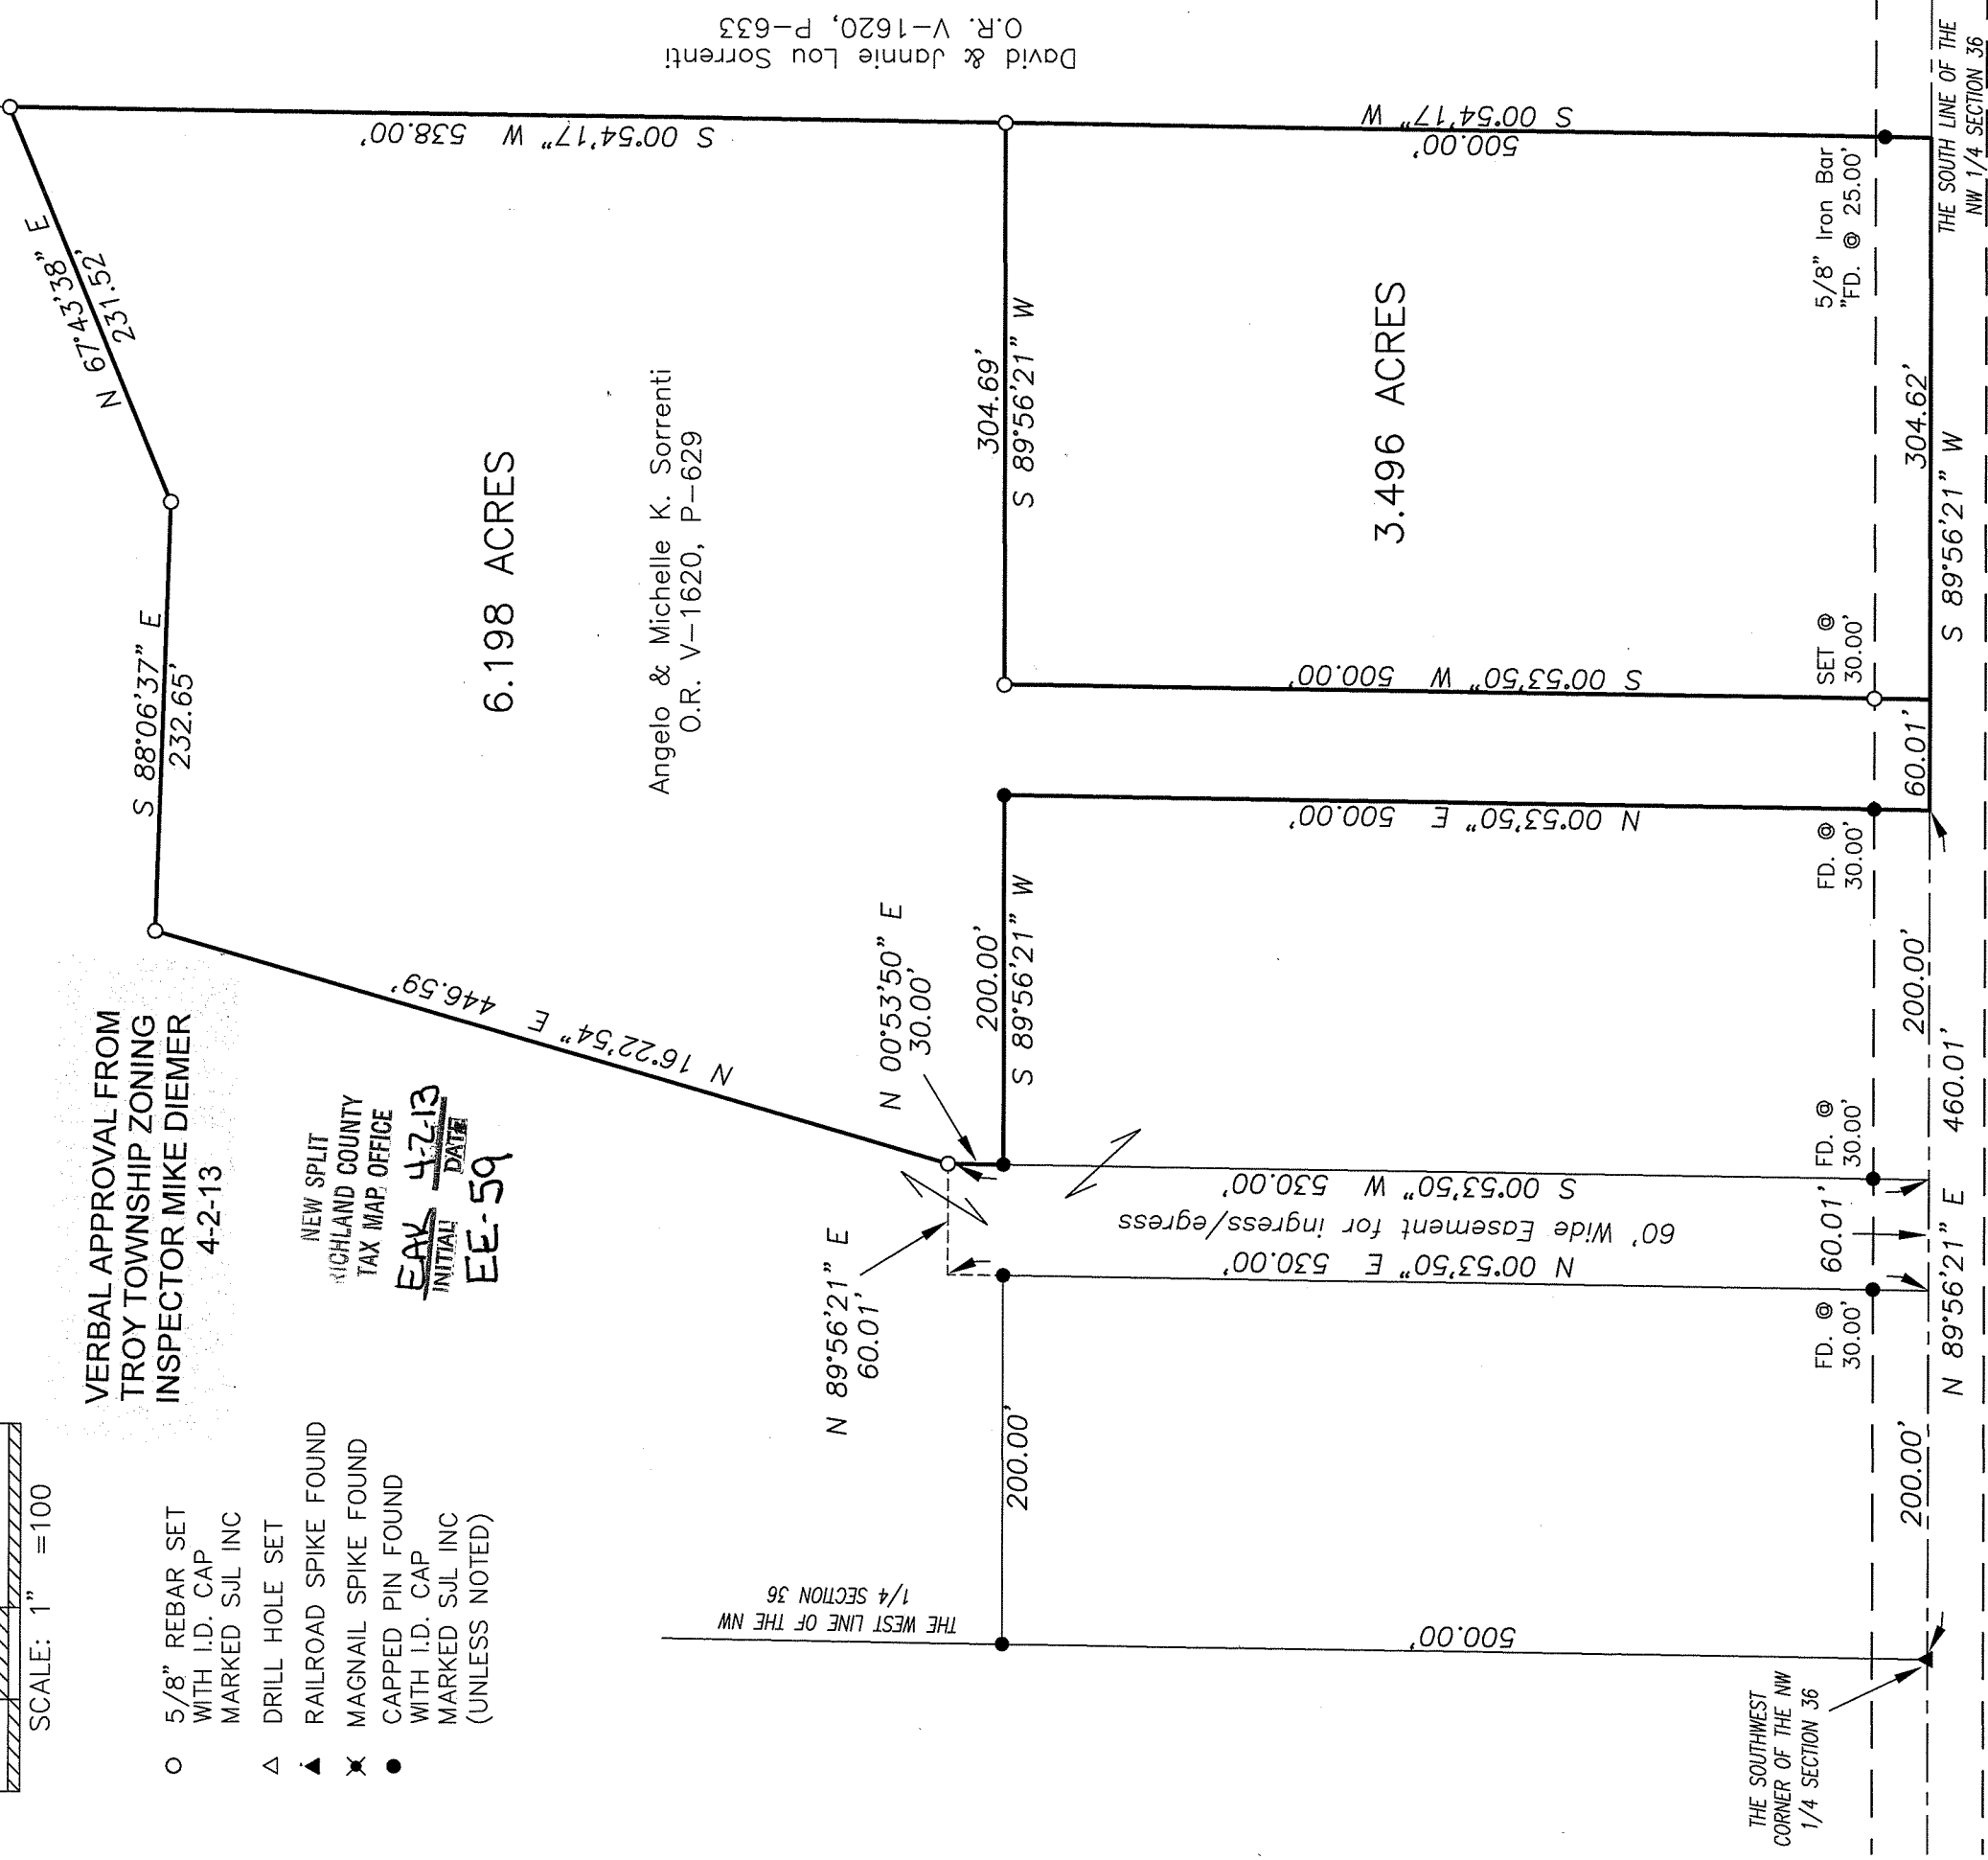 SCALE: 1" =100
VERBAL APPROVAL FROM
TROY TOWNSHIP ZONING
INSPECTOR MIKE DIEMER
4-2-13
NEW SPLIT
RICHLAND COUNTY
TAX MAP OFFICE
EAK 4-2-13
INITIAL DATE
EE-59
○ 5/8" REBAR SET
WITH I.D. CAP
MARKED SJL INC
△ DRILL HOLE SET
▲ RAILROAD SPIKE FOUND
MAGNAIL SPIKE FOUND
● CAPPED PIN FOUND
WITH I.D. CAP
MARKED SJL INC
(UNLESS NOTED)
S 88°06'37" E
232.65'
N 67°43'38" E
231.52'
S 00°54'17" W 538.00'
David & Jannie Lou Sorrenti
O.R. V-1620, P-633
N 16°22'54" E 446.59'
6.198 ACRES
Angelo & Michelle K. Sorrenti
O.R. V-1620, P-629
N 00°53'50" E
30.00'
N 89°56'21" E
60.01'
THE WEST LINE OF THE NW
1/4 SECTION 36
200.00'
200.00'
S 89°56'21" W
304.69'
S 89°56'21" W
3.496 ACRES
500.00'
N 00°53'50" E 530.00'
60' Wide Easement for ingress/egress
S 00°53'50" W 530.00'
N 00°53'50" E 500.00'
S 00°53'50" W 500.00'
500.00'
S 00°54'17" W
FD. @
30.00'
FD. @
30.00'
FD. @
30.00'
SET @
30.00'
5/8" Iron Bar
"FD. @ 25.00'
THE SOUTHWEST
CORNER OF THE NW
1/4 SECTION 36
200.00'
60.01'
200.00'
60.01'
304.62'
N 89°56'21" E 460.01'
S 89°56'21" W
THE SOUTH LINE OF THE
NW 1/4 SECTION 36